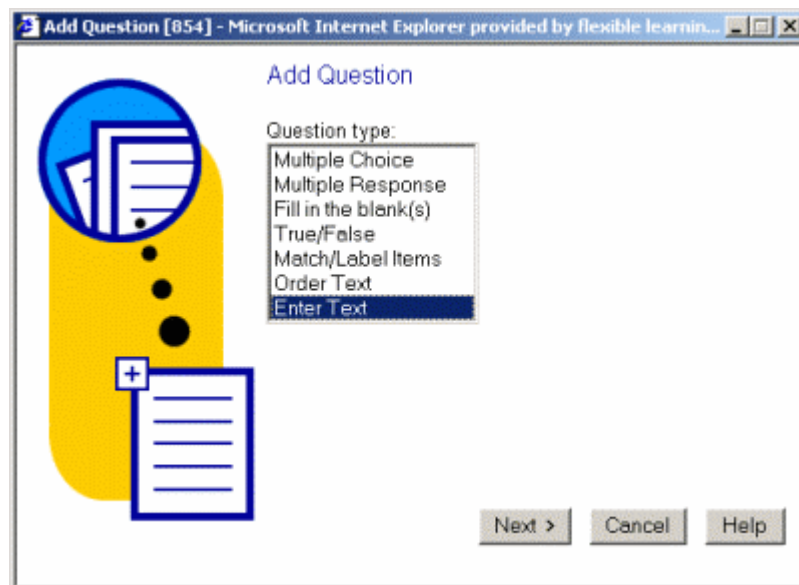 Add Question [854] - Microsoft Internet Explorer provided by flexible learnin...
Add Question
Question type:
Multiple Choice
Multiple Response
Fill in the blank(s)
True/False
Match/Label Items
Order Text
Enter Text
Next >
Cancel
Help